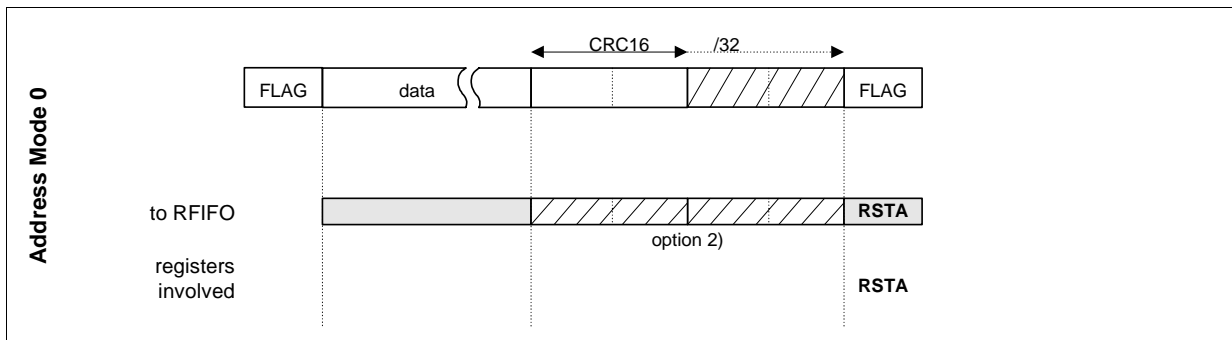 Address Mode 0
CRC16 /32
FLAG data FLAG
to RFIFO RSTA
option 2)
registers
involved
RSTA